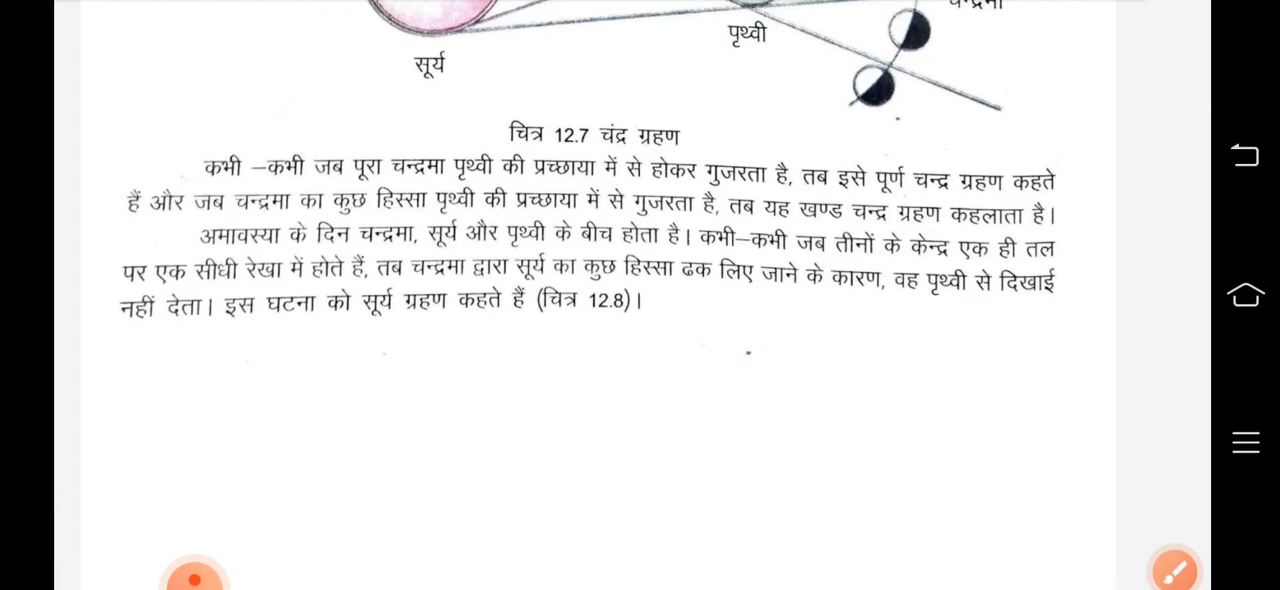 सूर्य
पृथ्वी
चित्र 12.7 चंद्र ग्रहण
कभी –कभी जब पूरा चन्द्रमा पृथ्वी की प्रच्छाया में से होकर गुजरता है, तब इसे पूर्ण चन्द्र ग्रहण कहते
हैं और जब चन्द्रमा का कुछ हिस्सा पृथ्वी की प्रच्छाया में से गुजरता है, तब यह खण्ड चन्द्र ग्रहण कहलाता है।
अमावस्या के दिन चन्द्रमा, सूर्य और पृथ्वी के बीच होता है। कभी–कभी जब तीनों के केन्द्र एक ही तल
पर एक सीधी रेखा में होते हैं, तब चन्द्रमा द्वारा सूर्य का कुछ हिस्सा ढक लिए जाने के कारण, वह पृथ्वी से दिखाई
नहीं देता। इस घटना को सूर्य ग्रहण कहते हैं (चित्र 12.8)।